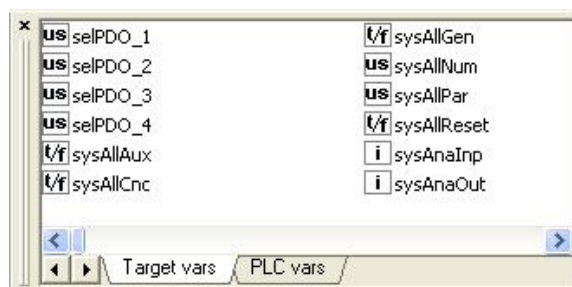 us selPDO_1
us selPDO_2
us selPDO_3
us selPDO_4
t/f sysAllAux
t/f sysAllCnc
t/f sysAllGen
us sysAllNum
us sysAllPar
t/f sysAllReset
i sysAnaInp
i sysAnaOut
Target vars PLC vars